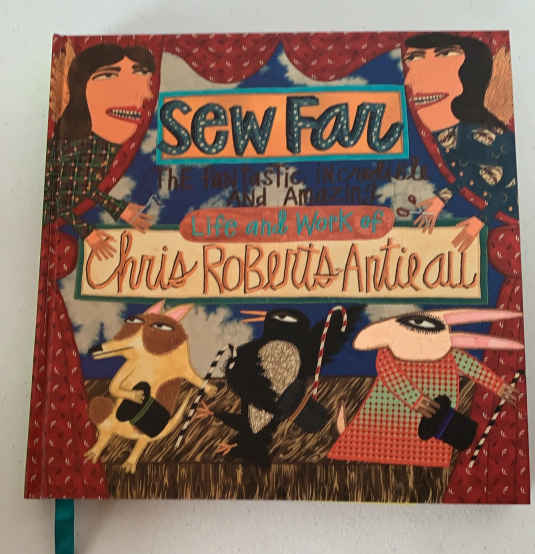 Sew Far
The Fantastic, Incredible
And Amazing
Life and Work of
Chris Roberts-Antieau